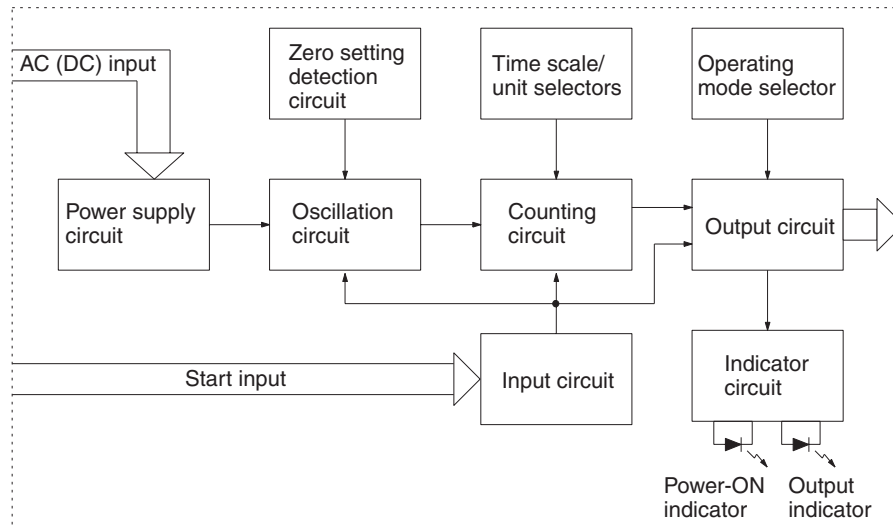 AC (DC) input
Zero setting
detection
circuit
Time scale/
unit selectors
Operating
mode selector
Power supply
circuit
Oscillation
circuit
Counting
circuit
Output circuit
Start input
Input circuit
Indicator
circuit
Power-ON
indicator
Output
indicator